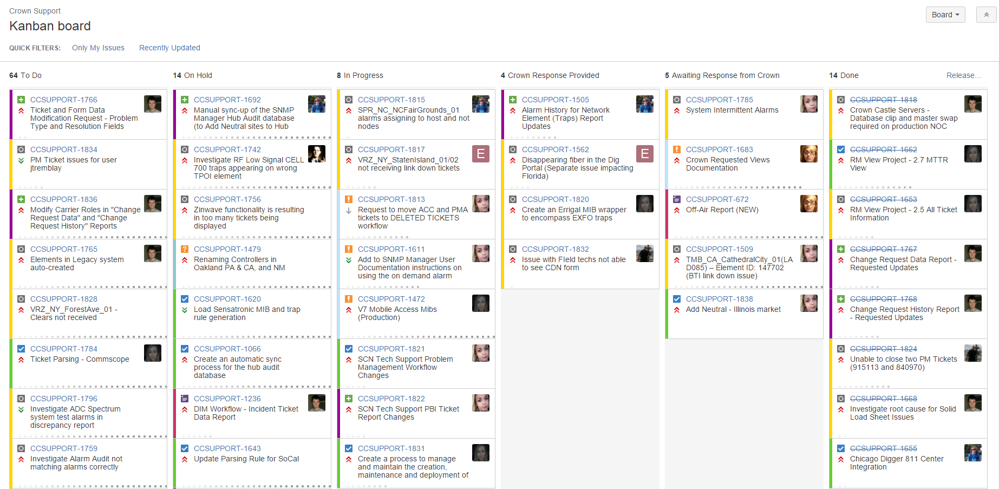 Crown Support
Kanban board
Board
QUICK FILTERS:
Only My Issues
Recently Updated
64 To Do
14 On Hold
8 In Progress
4 Crown Response Provided
5 Awaiting Response from Crown
14 Done
Release...
CCSUPPORT-1766
Ticket and Form Data
Modification Request - Problem
Type and Resolution Fields
CCSUPPORT-1834
PM Ticket issues for user
jtremblay
CCSUPPORT-1836
Modify Carrier Roles in "Change
Request Data" and "Change
Request History" Reports
CCSUPPORT-1765
Elements in Legacy system
auto-created
CCSUPPORT-1828
VRZ_NY_ForestAve_01 -
Clears not received
CCSUPPORT-1784
Ticket Parsing - Commscope
CCSUPPORT-1796
Investigate ADC Spectrum
system test alarms in
discrepancy report
CCSUPPORT-1759
Investigate Alarm Audit not
matching alarms correctly
CCSUPPORT-1692
Manual sync-up of the SNMP
Manager Hub Audit database
(to Add Neutral sites to Hub
CCSUPPORT-1742
Investigate RF Low Signal CELL
700 traps appearing on wrong
TPOI element
CCSUPPORT-1756
Zinwave functionality is resulting
in too many tickets being
displayed
CCSUPPORT-1479
Renaming Controllers in
Oakland PA & CA, and NM
CCSUPPORT-1620
Load Sensatronic MIB and trap
rule generation
CCSUPPORT-1066
Create an automatic sync
process for the hub audit
database
CCSUPPORT-1236
DIM Workflow - Incident Ticket
Data Report
CCSUPPORT-1643
Update Parsing Rule for SoCal
CCSUPPORT-1815
SPR_NC_NCFairGrounds_01
alarms assigning to host and not
nodes
CCSUPPORT-1817
E
VRZ_NY_StatenIsland_01/02
not receiving link down tickets
CCSUPPORT-1813
Request to move ACC and PMA
tickets to DELETED TICKETS
workflow
CCSUPPORT-1611
Add to SNMP Manager User
Documentation instructions on
using the on demand alarm
CCSUPPORT-1472
V7 Mobile Access Mibs
(Production)
CCSUPPORT-1821
SCN Tech Support Problem
Management Workflow
Changes
CCSUPPORT-1822
SCN Tech Support PBI Ticket
Report Changes
CCSUPPORT-1831
Create a process to manage
and maintain the creation,
maintenance and deployment of
CCSUPPORT-1505
Alarm History for Network
Element (Traps) Report
Updates
CCSUPPORT-1562
E
Disappearing fiber in the Dig
Portal (Separate issue impacting
Florida)
CCSUPPORT-1820
Create an Errigal MIB wrapper
to encompass EXFO traps
CCSUPPORT-1832
Issue with FIeld techs not able
to see CDN form
CCSUPPORT-1785
System Intermittent Alarms
CCSUPPORT-1683
Crown Requested Views
Documentation
CCSUPPORT-672
Off-Air Report (NEW)
CCSUPPORT-1509
TMB_CA_CathedralCity_01(LA
D085) – Element ID: 147702
(BTI link down issue)
CCSUPPORT-1838
Add Neutral - Illinois market
CCSUPPORT-1818
Crown Castle Servers -
Database clip and master swap
required on production NOC
CCSUPPORT-1662
RM View Project - 2.7 MTTR
View
CCSUPPORT-1653
RM View Project - 2.5 All Ticket
Information
CCSUPPORT-1767
Change Request Data Report -
Requested Updates
CCSUPPORT-1768
Change Request History Report
- Requested Updates
CCSUPPORT-1824
Unable to close two PM Tickets
(915113 and 840970)
CCSUPPORT-1668
Investigate root cause for Solid
Load Sheet Issues
CCSUPPORT-1655
Chicago Digger 811 Center
Integration